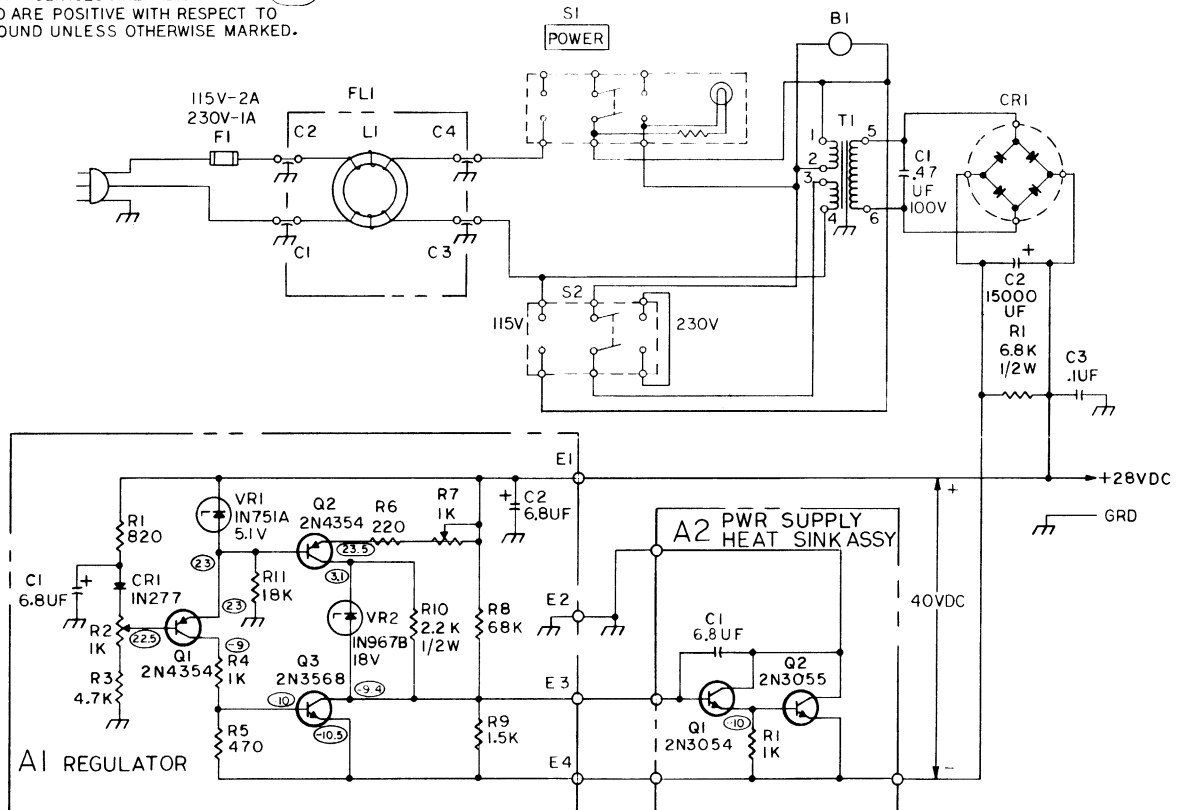 O ARE POSITIVE WITH RESPECT TO
OUND UNLESS OTHERWISE MARKED.
S1
POWER
B1
115V-2A
230V-1A
F1
FL1
C2
L1
C4
C1
C3
T1
1
2
3
4
5
6
C1
.47
UF
100V
CR1
S2
115V
230V
+
C2
15000
UF
R1
6.8K
1/2W
C3
.1UF
E1
+28VDC
GRD
+
40VDC
-
R1
820
VR1
IN751A
5.1V
Q2
2N4354
R6
220
R7
1K
+
C2
6.8UF
23.5
23
3.1
C1
+
6.8UF
CR1
IN277
R11
18K
23
R2
1K
22.5
Q1
2N4354
-9
R4
1K
R3
4.7K
VR2
IN967B
18V
R10
2.2K
1/2W
R8
68K
E2
Q3
2N3568
-10
-9.4
-10.5
R5
470
R9
1.5K
E3
E4
A1 REGULATOR
A2 PWR SUPPLY
HEAT SINK ASSY
C1
6.8UF
Q2
2N3055
Q1
2N3054
-10
R1
1K